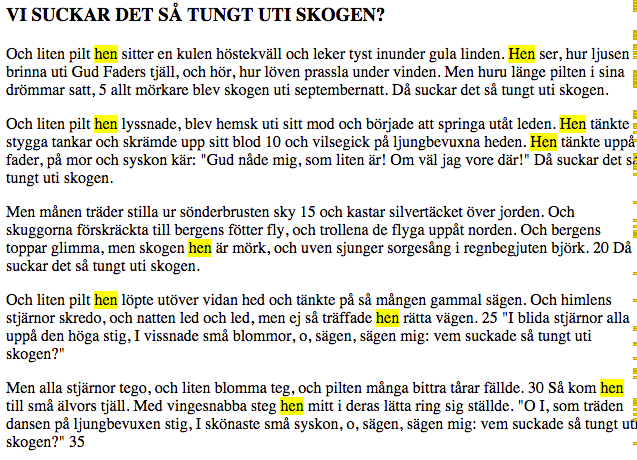 VI SUCKAR DET SÅ TUNGT UTI SKOGEN?
Och liten pilt hen sitter en kulen höstekväll och leker tyst inunder gula linden. Hen ser, hur ljusen
brinna uti Gud Faders tjäll, och hör, hur löven prassla under vinden. Men huru länge pilten i sina
drömmar satt, 5 allt mörkare blev skogen uti septembernatt. Då suckar det så tungt uti skogen.
Och liten pilt hen lyssnade, blev hemsk uti sitt mod och började att springa utåt leden. Hen tänkte
stygga tankar och skrämde upp sitt blod 10 och vilsegick på ljungbevuxna heden. Hen tänkte uppå
fader, på mor och syskon kär: "Gud nåde mig, som liten är! Om väl jag vore där!" Då suckar det så
tungt uti skogen.
Men månen träder stilla ur sönderbrusten sky 15 och kastar silvertäcket över jorden. Och
skuggorna förskräckta till bergens fötter fly, och trollena de flyga uppåt norden. Och bergens
toppar glimma, men skogen hen är mörk, och uven sjunger sorgesång i regnbegjuten björk. 20 Då
suckar det så tungt uti skogen.
Och liten pilt hen löpte utöver vidan hed och tänkte på så mången gammal sägen. Och himlens
stjärnor skredo, och natten led och led, men ej så träffade hen rätta vägen. 25 "I blida stjärnor alla
uppå den höga stig, I vissnade små blommor, o, sägen, sägen mig: vem suckade så tungt uti
skogen?"
Men alla stjärnor tego, och liten blomma teg, och pilten många bittra tårar fällde. 30 Så kom hen
till små älvors tjäll. Med vingesnabba steg hen mitt i deras lätta ring sig ställde. "O I, som träden
dansen på ljungbevuxen stig, I skönaste små syskon, o, sägen, sägen mig: vem suckade så tungt uti
skogen?" 35